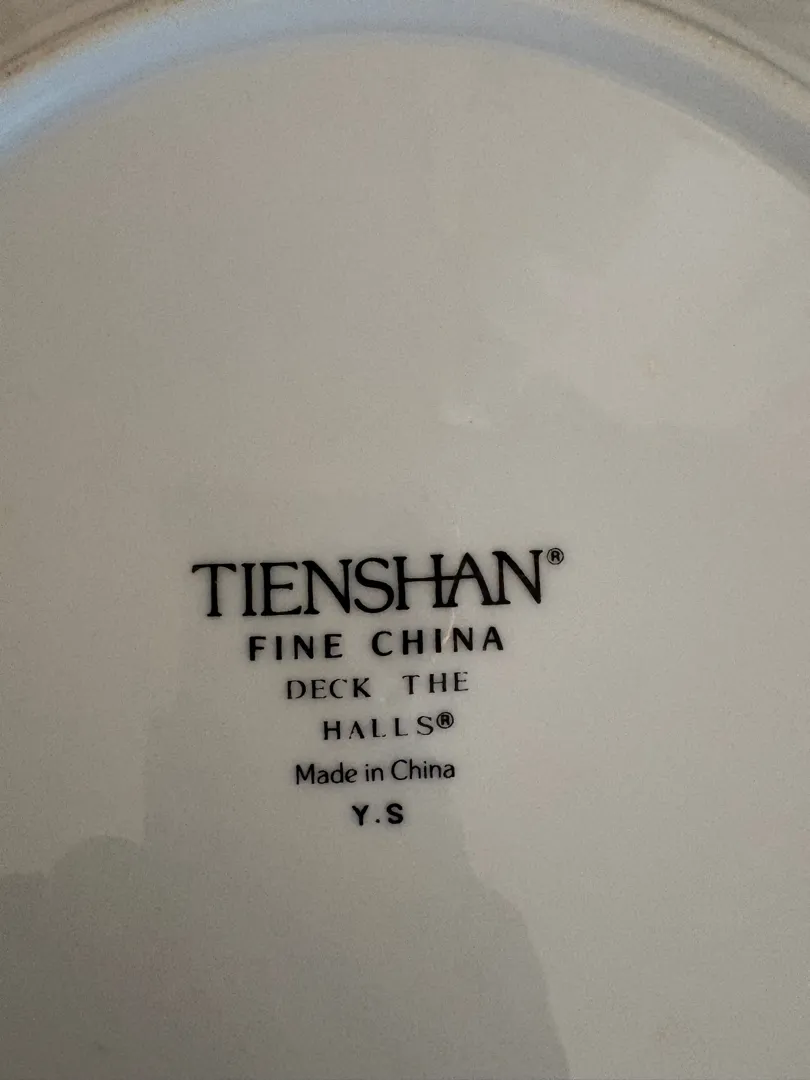 TIENSHAN®
FINE CHINA
DECK THE
HALLS®
Made in China
Y.S